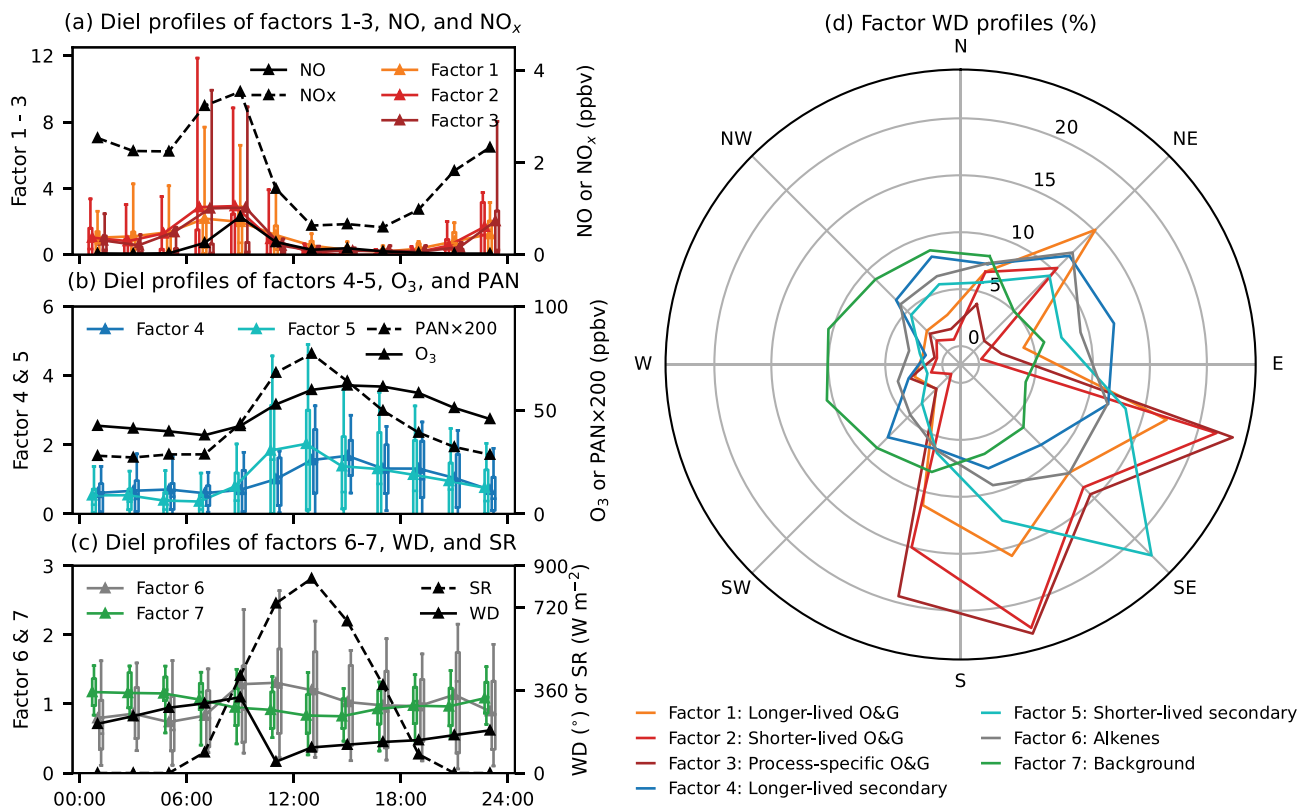 (a) Diel profiles of factors 1-3, NO, and NOx
12
8
4
0
Factor 1 - 3
NO
NOx
Factor 1
Factor 2
Factor 3
4
2
0
NO or NOx (ppbv)
(b) Diel profiles of factors 4-5, O3, and PAN
6
4
2
0
Factor 4 & 5
Factor 4
Factor 5
PAN×200
O3
100
50
0
O3 or PAN×200 (ppbv)
(c) Diel profiles of factors 6-7, WD, and SR
3
2
1
0
Factor 6 & 7
Factor 6
Factor 7
SR
WD
900
720
360
0
WD (°) or SR (W m−2)
00:00
06:00
12:00
18:00
24:00
(d) Factor WD profiles (%)
N
NE
E
SE
S
SW
W
NW
20
15
10
5
0
Factor 1: Longer-lived O&G
Factor 2: Shorter-lived O&G
Factor 3: Process-specific O&G
Factor 4: Longer-lived secondary
Factor 5: Shorter-lived secondary
Factor 6: Alkenes
Factor 7: Background